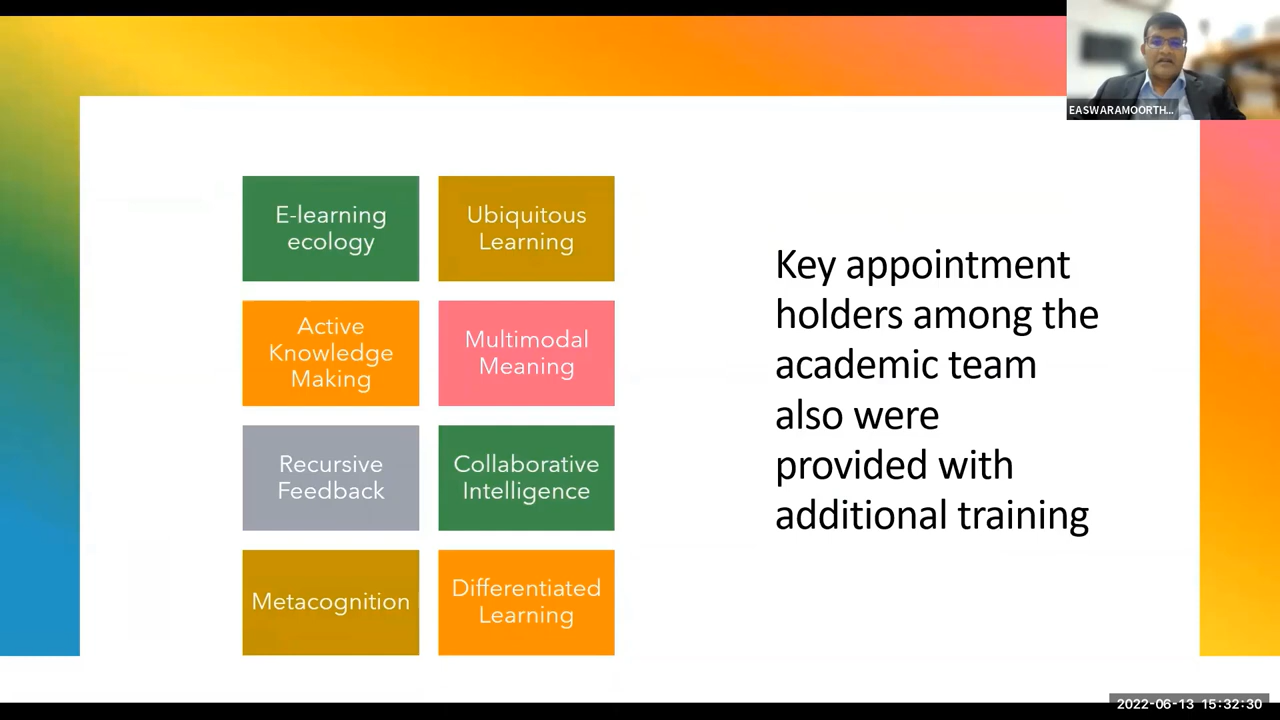 EASWARAMOORTH...
E-learning
ecology
Ubiquitous
Learning
Active
Knowledge
Making
Multimodal
Meaning
Recursive
Feedback
Collaborative
Intelligence
Metacognition
Differentiated
Learning
Key appointment
holders among the
academic team
also were
provided with
additional training
2022-06-13 15:32:30